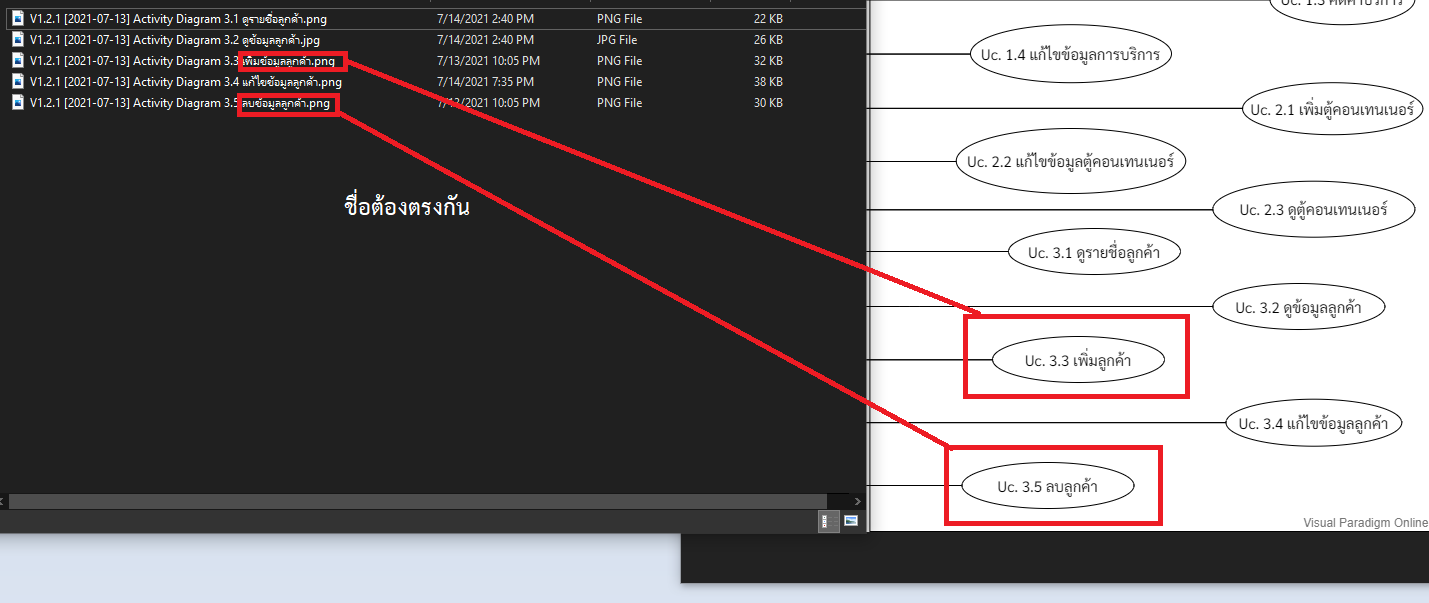 V1.2.1 [2021-07-13] Activity Diagram 3.1 ดูรายชื่อลูกค้า.png 7/14/2021 2:40 PM PNG File 22 KB
V1.2.1 [2021-07-13] Activity Diagram 3.2 ดูข้อมูลลูกค้า.jpg 7/14/2021 2:40 PM JPG File 26 KB
V1.2.1 [2021-07-13] Activity Diagram 3.3 เพิ่มข้อมูลลูกค้า.png 7/13/2021 10:05 PM PNG File 32 KB
V1.2.1 [2021-07-13] Activity Diagram 3.4 แก้ไขข้อมูลลูกค้า.png 7/14/2021 7:35 PM PNG File 38 KB
V1.2.1 [2021-07-13] Activity Diagram 3.5 ลบข้อมูลลูกค้า.png 7/13/2021 10:05 PM PNG File 30 KB
ชื่อต้องตรงกัน
Uc. 1.3 คิดค่าบริการ
Uc. 1.4 แก้ไขข้อมูลการบริการ
Uc. 2.1 เพิ่มตู้คอนเทนเนอร์
Uc. 2.2 แก้ไขข้อมูลตู้คอนเทนเนอร์
Uc. 2.3 ดูตู้คอนเทนเนอร์
Uc. 3.1 ดูรายชื่อลูกค้า
Uc. 3.2 ดูข้อมูลลูกค้า
Uc. 3.3 เพิ่มลูกค้า
Uc. 3.4 แก้ไขข้อมูลลูกค้า
Uc. 3.5 ลบลูกค้า
Visual Paradigm Online